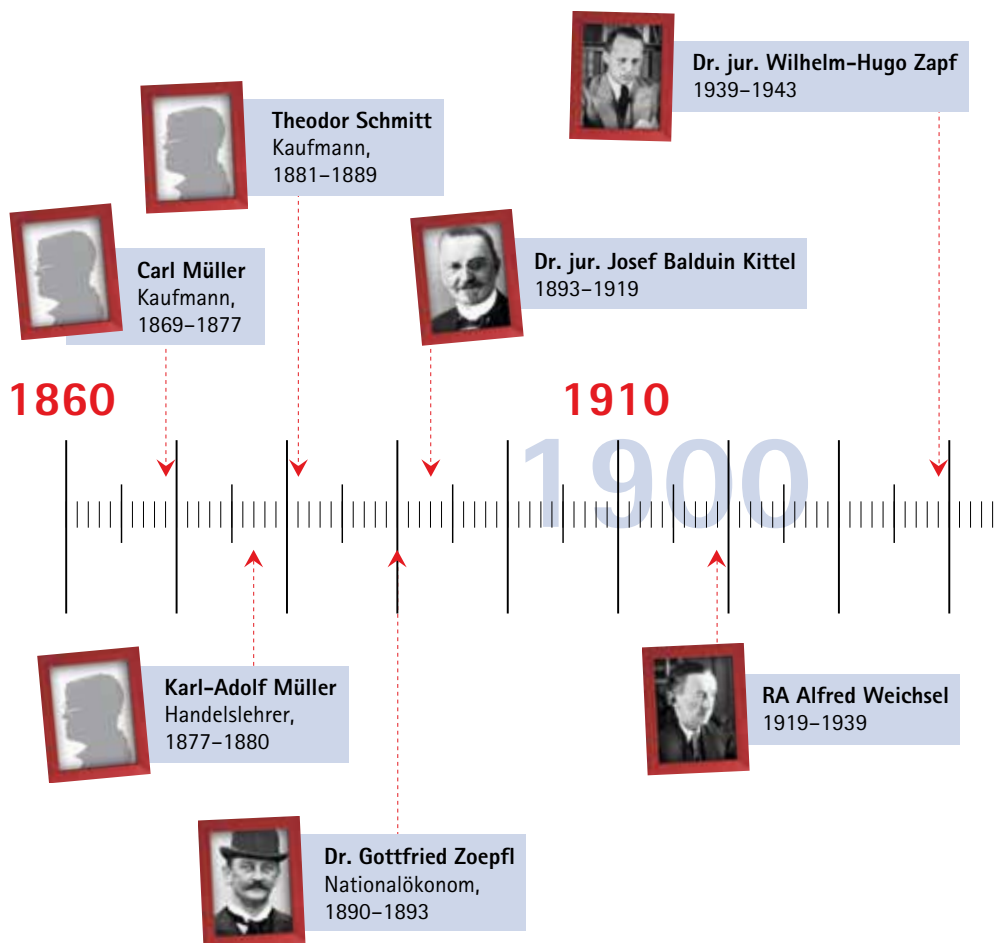 Dr. jur. Wilhelm-Hugo Zapf
1939–1943
Theodor Schmitt
Kaufmann,
1881–1889
Carl Müller
Kaufmann,
1869–1877
Dr. jur. Josef Balduin Kittel
1893–1919
1860
1910
1900
Karl-Adolf Müller
Handelslehrer,
1877–1880
RA Alfred Weichsel
1919–1939
Dr. Gottfried Zoepfl
Nationalökonom,
1890–1893